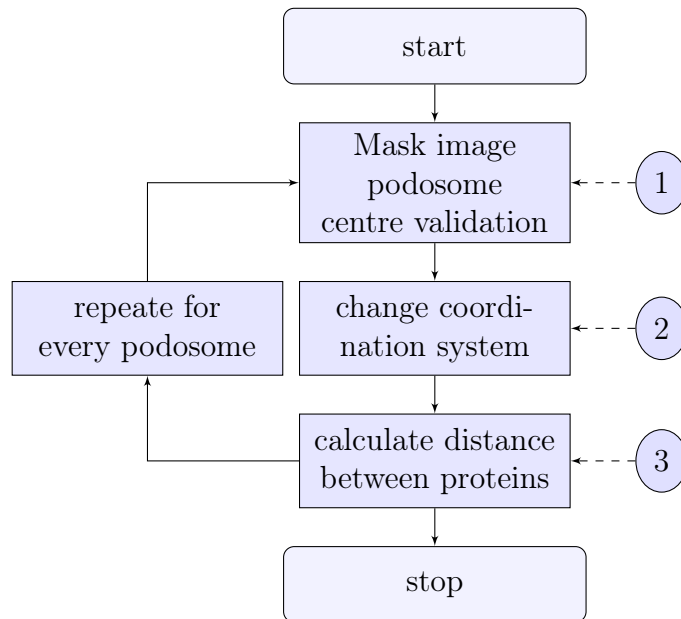 start
Mask image
podosome
centre validation
1
repeat for
every podosome
change coordi-
nation system
2
calculate distance
between proteins
3
stop